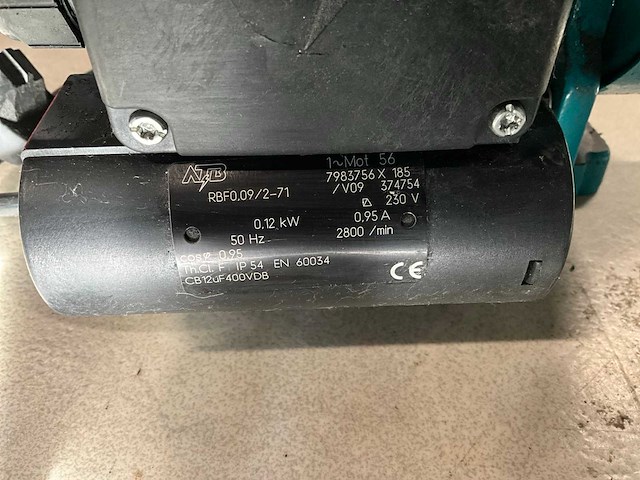 ATB
1~Mot 56
7983756 X 185
RBF0.09/2-71 /V09 374754
230 V
0.12 kW 0.95 A
50 Hz 2800 /min
cosφ 0.95
Th.Cl. F IP 54 EN 60034
CB12uF400VDB CE